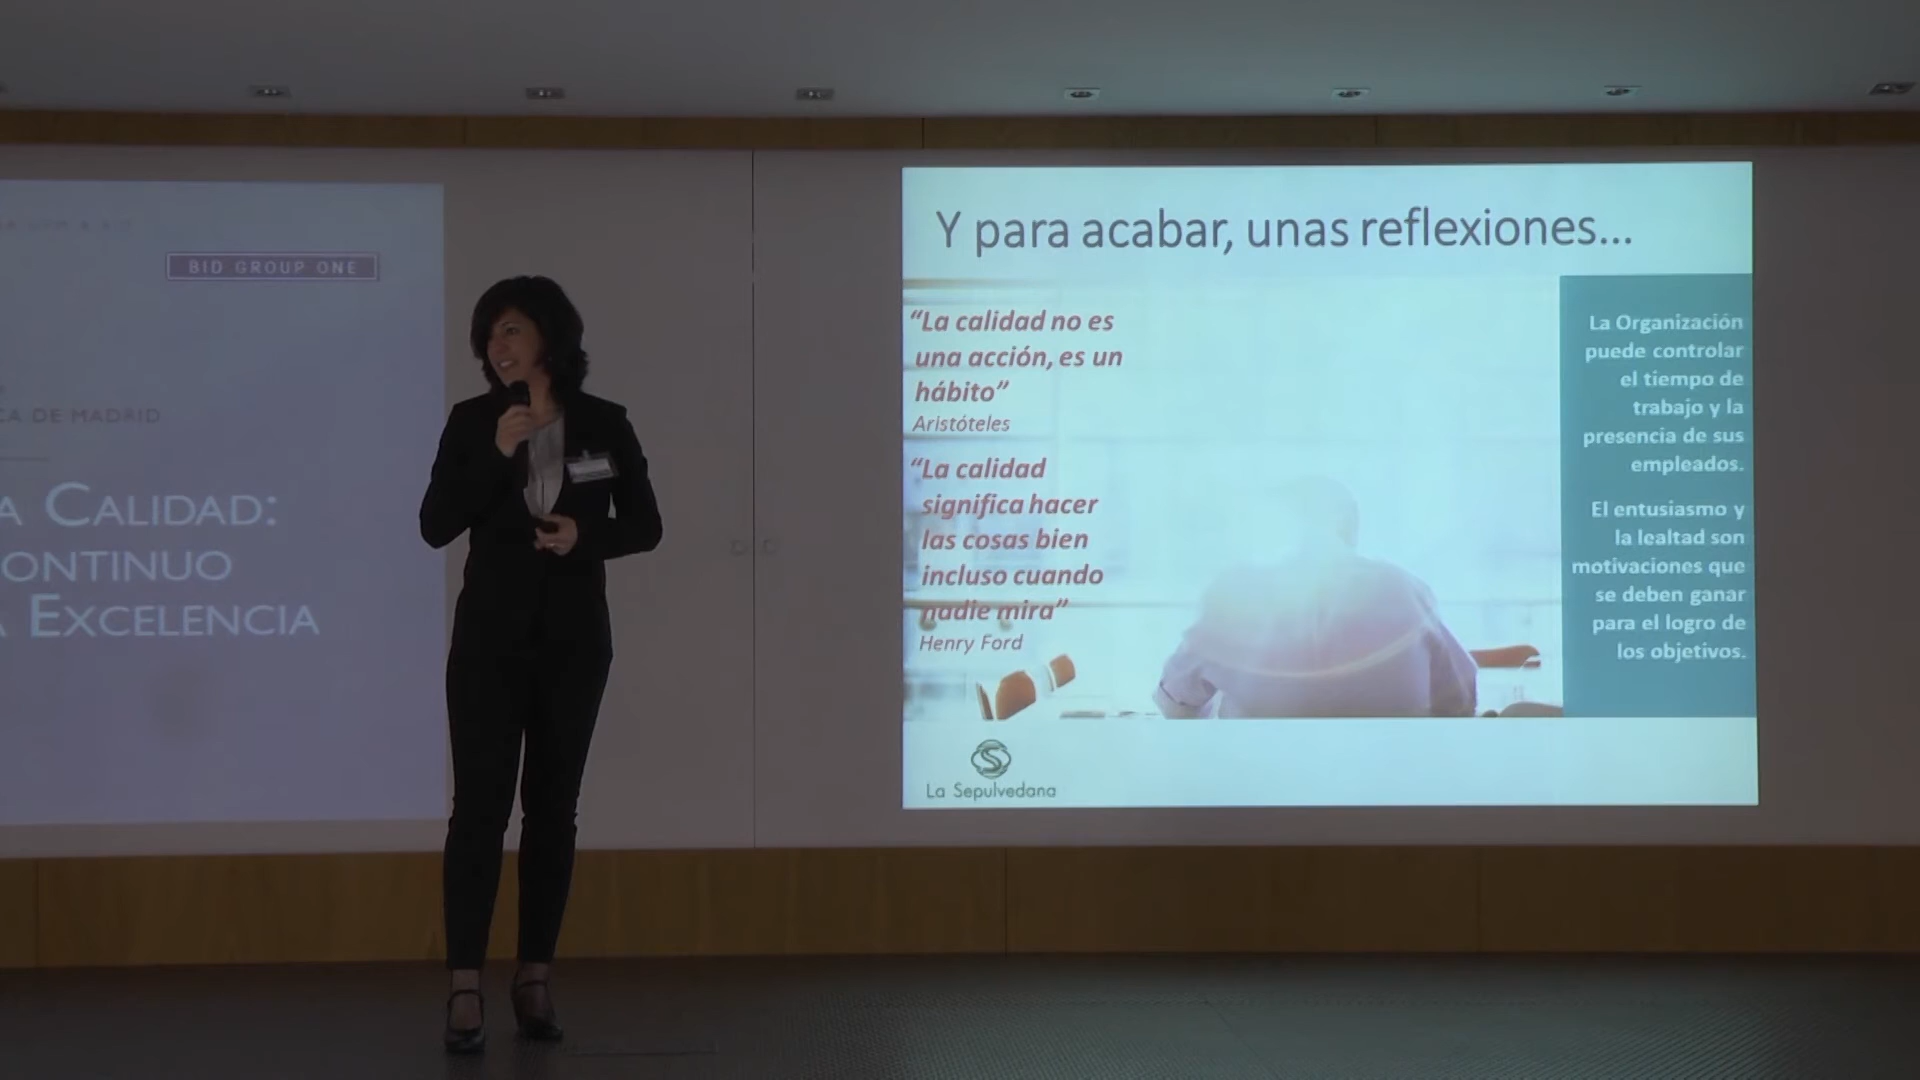 BID GROUP ONE
CA DE MADRID
A CALIDAD:
ONTINUO
A EXCELENCIA
Y para acabar, unas reflexiones...
“La calidad no es
una acción, es un
hábito”
Aristóteles
“La calidad
significa hacer
las cosas bien
incluso cuando
nadie mira”
Henry Ford
La Organización
puede controlar
el tiempo de
trabajo y la
presencia de sus
empleados.
El entusiasmo y
la lealtad son
motivaciones que
se deben ganar
para el logro de
los objetivos.
S
La Sepulvedana